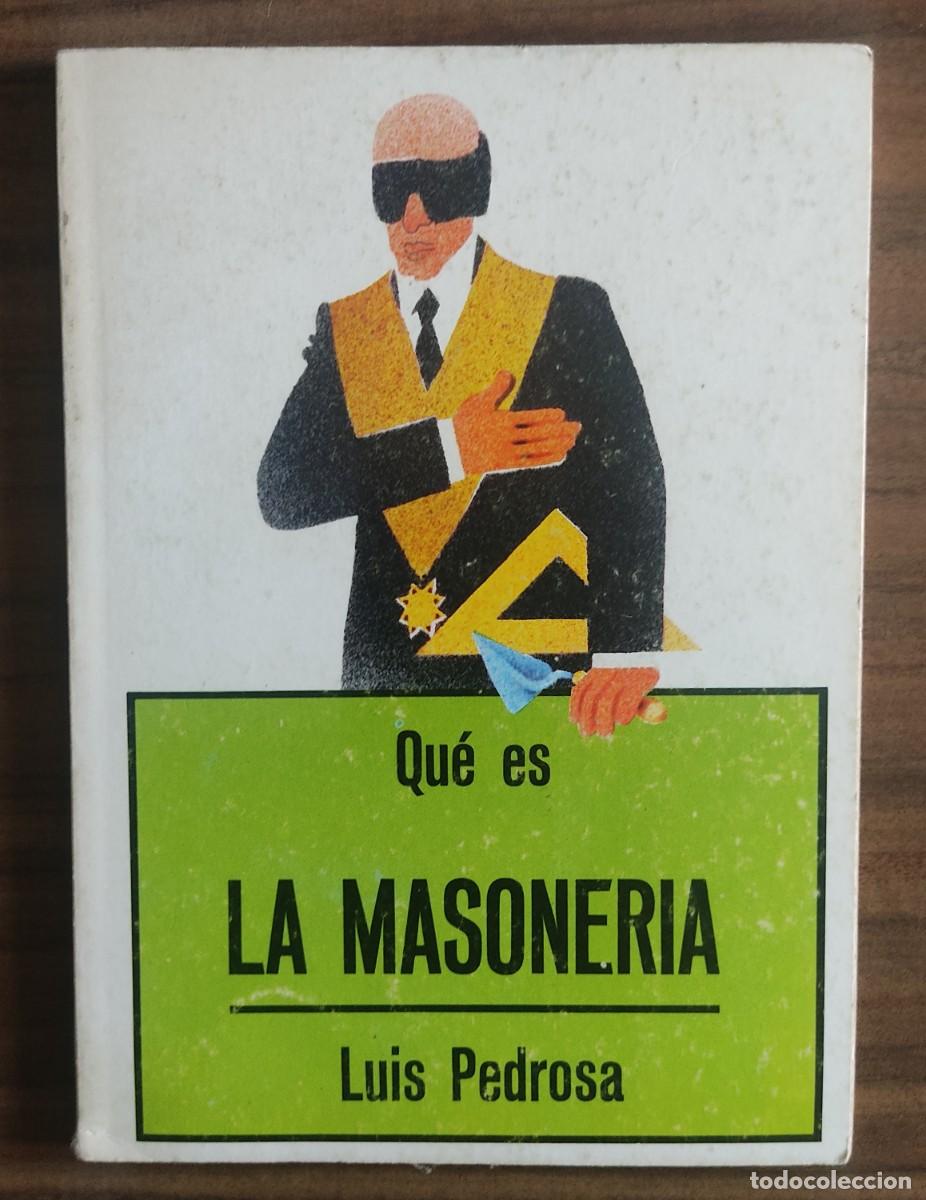 Qué es
LA MASONERIA
Luis Pedrosa
todocoleccion